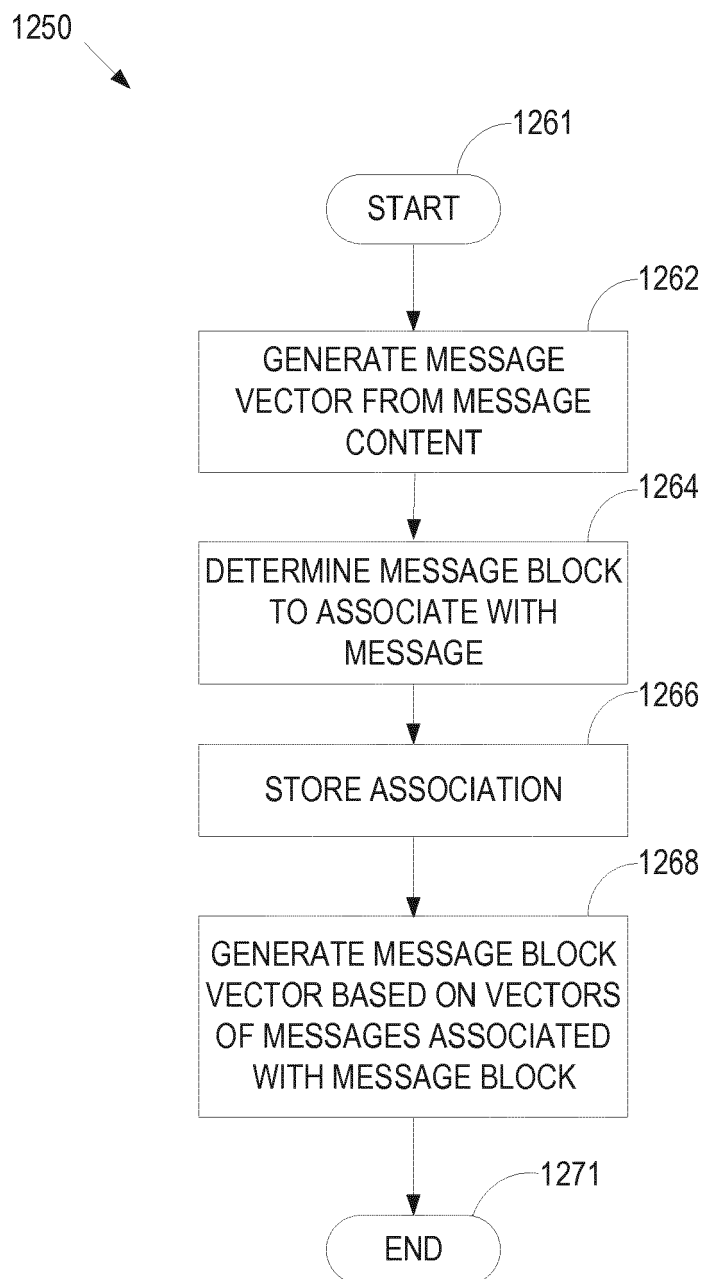 1250
1261
START
1262
GENERATE MESSAGE
VECTOR FROM MESSAGE
CONTENT
1264
DETERMINE MESSAGE BLOCK
TO ASSOCIATE WITH
MESSAGE
1266
STORE ASSOCIATION
1268
GENERATE MESSAGE BLOCK
VECTOR BASED ON VECTORS
OF MESSAGES ASSOCIATED
WITH MESSAGE BLOCK
1271
END